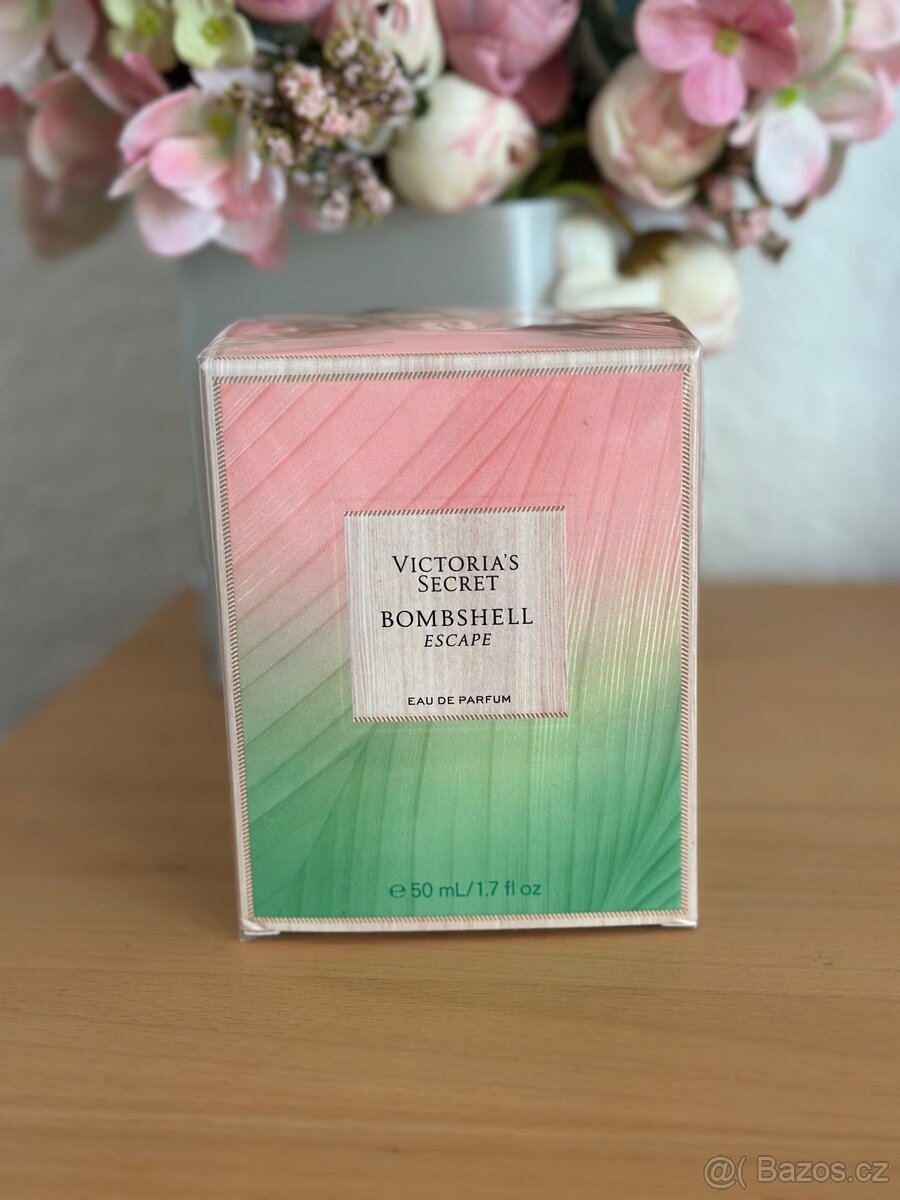 VICTORIA'S
SECRET
BOMBSHELL
ESCAPE
EAU DE PARFUM
℮ 50 mL/1.7 fl oz
@( Bazos.cz